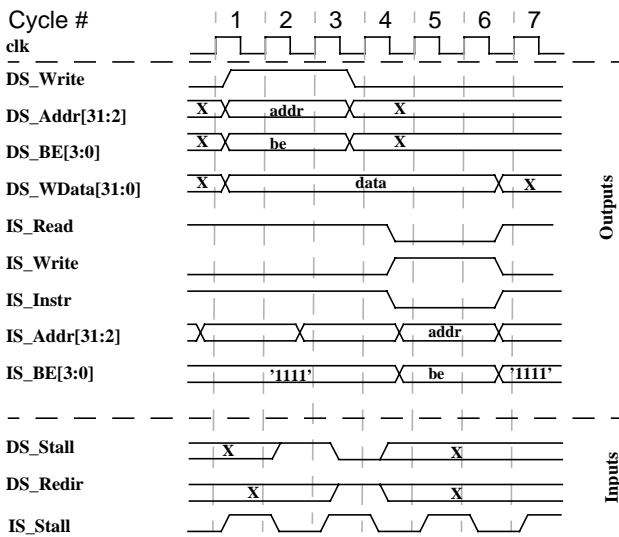 Cycle # 1 2 3 4 5 6 7
clk
DS_Write
DS_Addr[31:2] X addr X
DS_BE[3:0] X be X
DS_WData[31:0] X data X
IS_Read
IS_Write
IS_Instr
IS_Addr[31:2] addr
IS_BE[3:0] '1111' be '1111'
Outputs
DS_Stall X X
DS_Redir X X
IS_Stall
Inputs